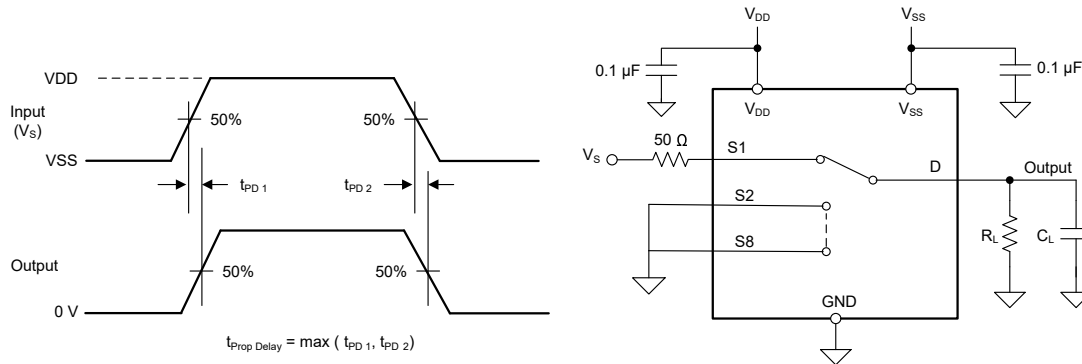 VDD
Input
(VS)
VSS
50%
50%
tPD 1
tPD 2
Output
50%
50%
0 V
tProp Delay = max ( tPD 1, tPD 2)
VDD
VSS
0.1 µF
0.1 µF
VDD
VSS
50 Ω
VS
S1
D
Output
S2
S8
RL
CL
GND